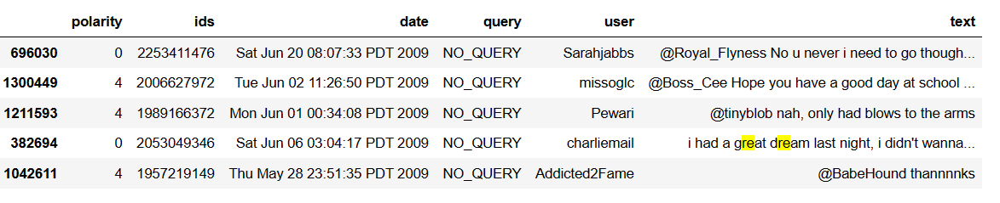 polarity ids date query user text
696030 0 2253411476 Sat Jun 20 08:07:33 PDT 2009 NO_QUERY Sarahjabbs @Royal_Flyness No u never i need to go though...
1300449 4 2006627972 Tue Jun 02 11:26:50 PDT 2009 NO_QUERY missoglc @Boss_Cee Hope you have a good day at school ...
1211593 4 1989166372 Mon Jun 01 00:34:08 PDT 2009 NO_QUERY Pewari @tinyblob nah, only had blows to the arms
382694 0 2053049346 Sat Jun 06 03:04:17 PDT 2009 NO_QUERY charliemail i had a great dream last night, i didn't wanna...
1042611 4 1957219149 Thu May 28 23:51:35 PDT 2009 NO_QUERY Addicted2Fame @BabeHound thannnnks